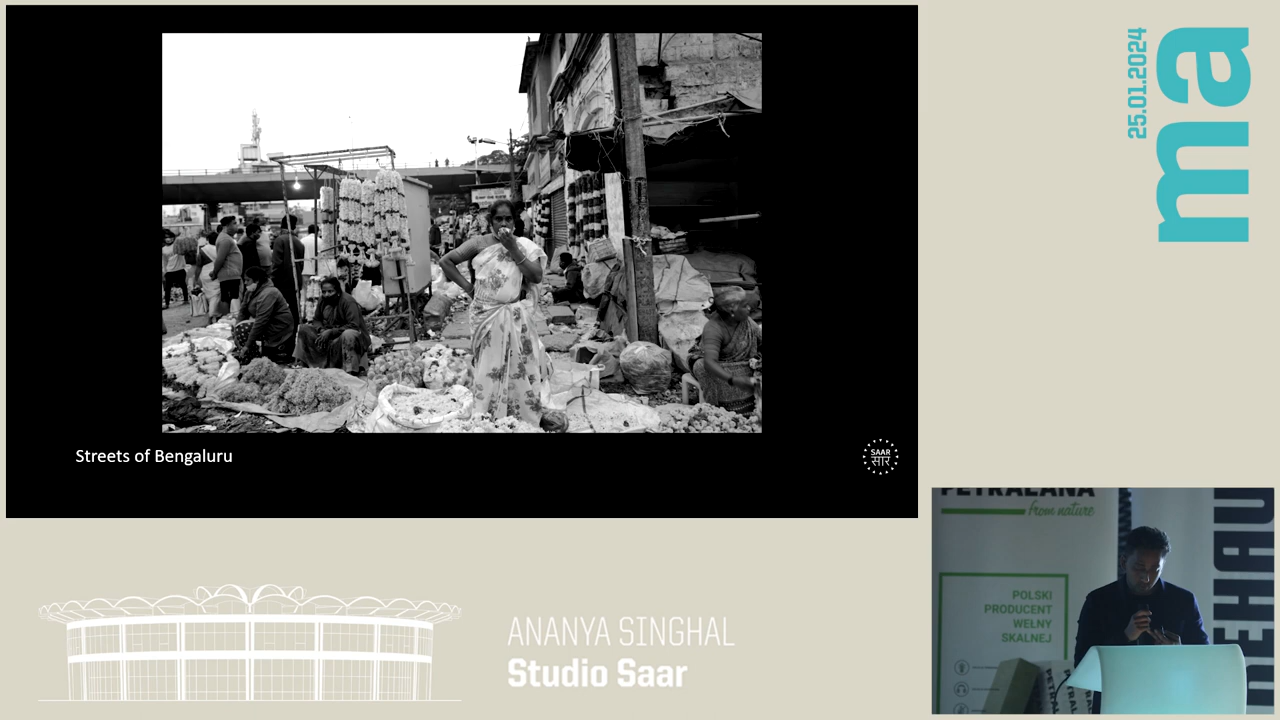 Streets of Bengaluru
SAAR
सार
25.01.2024
ma
ANANYA SINGHAL
Studio Saar
PETRALANA
from nature
POLSKI
PRODUCENT
WEŁNY
SKALNEJ